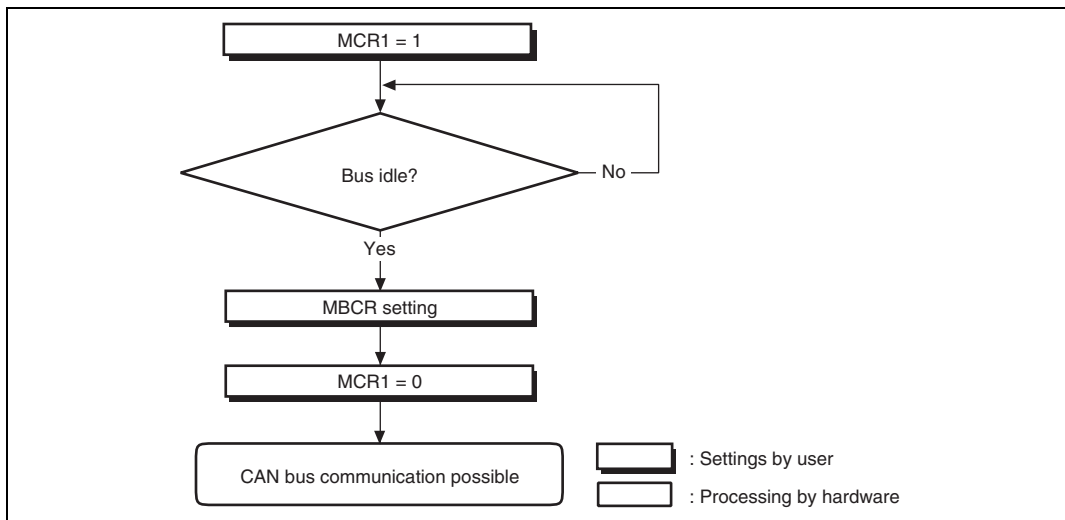 MCR1 = 1
Bus idle?
No
Yes
MBCR setting
MCR1 = 0
CAN bus communication possible
: Settings by user
: Processing by hardware